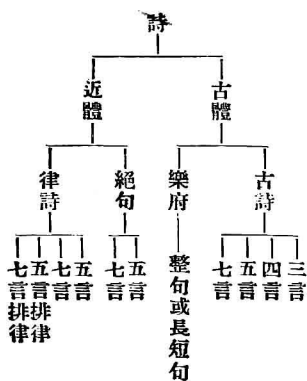 詩
古體
近體
古詩
樂府
絕句
律詩
三言
四言
五言
七言
整句或長短句
五言
七言
五言
七言
五言排律
七言排律